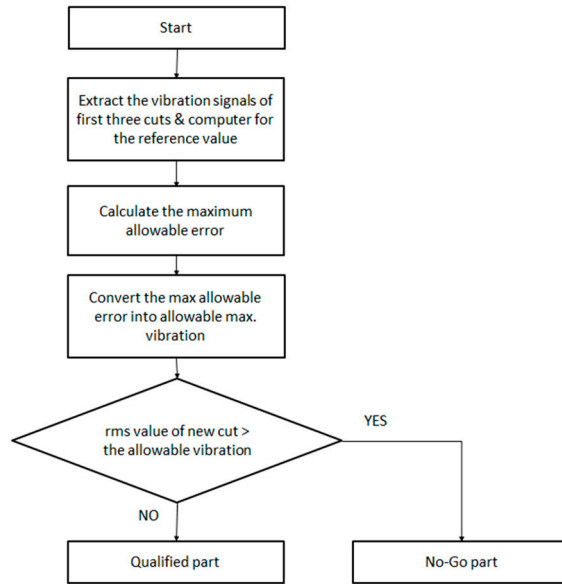 Start
Extract the vibration signals of
first three cuts & computer for
the reference value
Calculate the maximum
allowable error
Convert the max allowable
error into allowable max.
vibration
rms value of new cut >
the allowable vibration
YES
NO
Qualified part
No-Go part